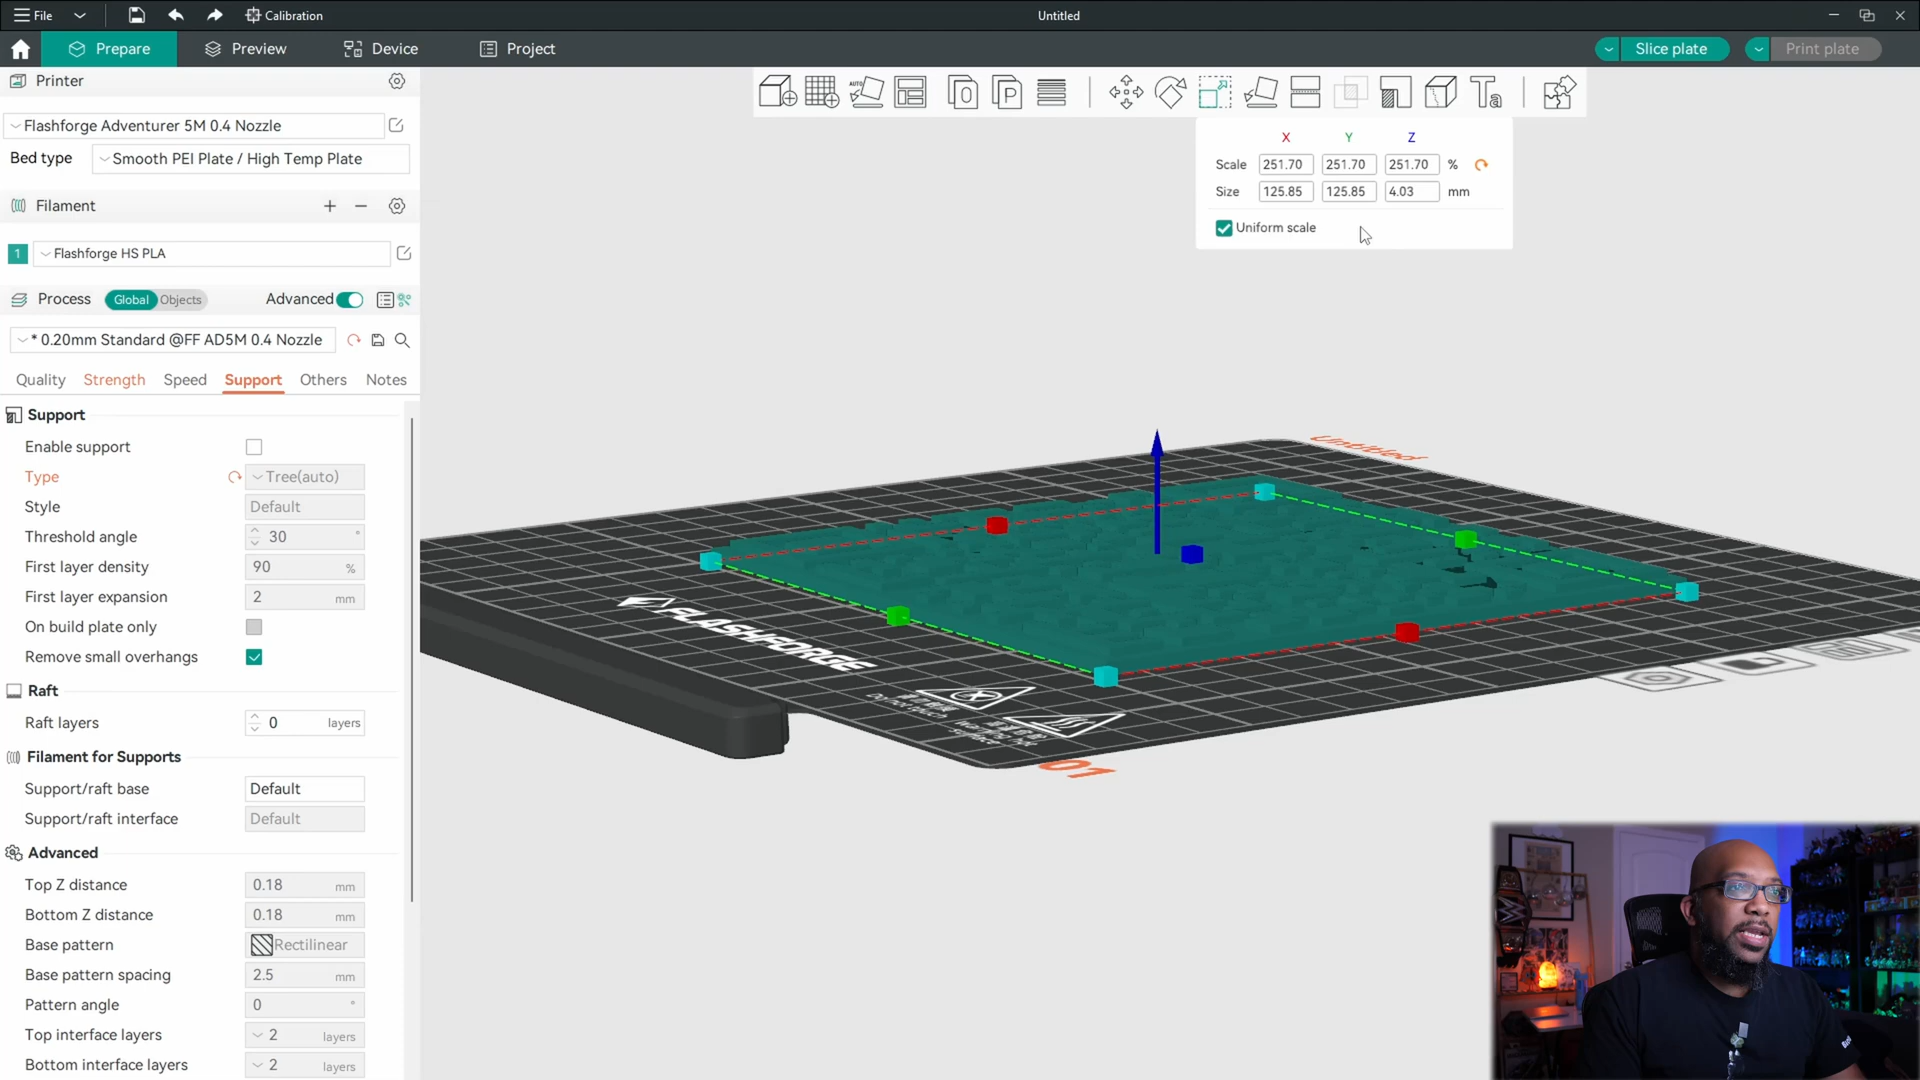 File
Calibration
Untitled
Prepare
Preview
Device
Project
Slice plate
Print plate
Printer
Flashforge Adventurer 5M 0.4 Nozzle
Bed type
Smooth PEI Plate / High Temp Plate
Filament
1
Flashforge HS PLA
Process
Global
Objects
Advanced
* 0.20mm Standard @FF AD5M 0.4 Nozzle
Quality
Strength
Speed
Support
Others
Notes
Support
Enable support
Type
Tree(auto)
Style
Default
Threshold angle
30 °
First layer density
90 %
First layer expansion
2 mm
On build plate only
Remove small overhangs
Raft
Raft layers
0 layers
Filament for Supports
Support/raft base
Default
Support/raft interface
Default
Advanced
Top Z distance
0.18 mm
Bottom Z distance
0.18 mm
Base pattern
Rectilinear
Base pattern spacing
2.5 mm
Pattern angle
0 °
Top interface layers
2 layers
Bottom interface layers
2 layers
AUTO
O
P
Ta
X Y Z
Scale 251.70 251.70 251.70 %
Size 125.85 125.85 4.03 mm
Uniform scale
Untitled
FLASHFORGE
01